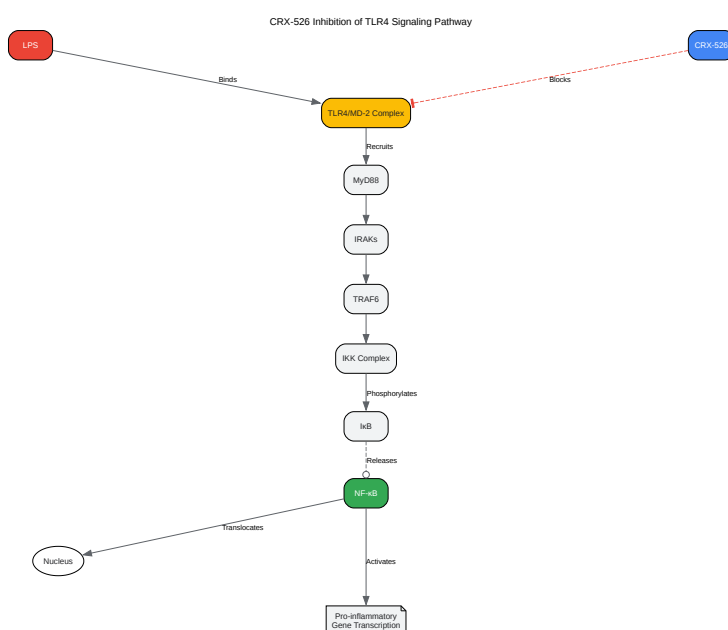 CRX-526 Inhibition of TLR4 Signaling Pathway
LPS
CRX-526
Binds
Blocks
TLR4/MD-2 Complex
Recruits
MyD88
IRAKs
TRAF6
IKK Complex
Phosphorylates
IκB
Releases
NF-κB
Translocates
Nucleus
Activates
Pro-inflammatory
Gene Transcription